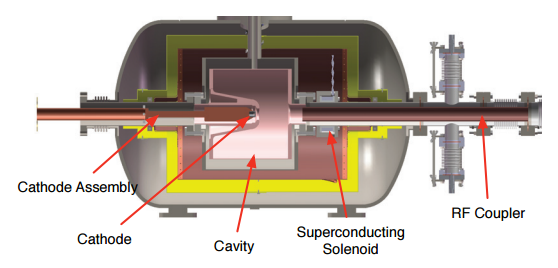 Cathode Assembly
Cathode
Cavity
Superconducting
Solenoid
RF Coupler